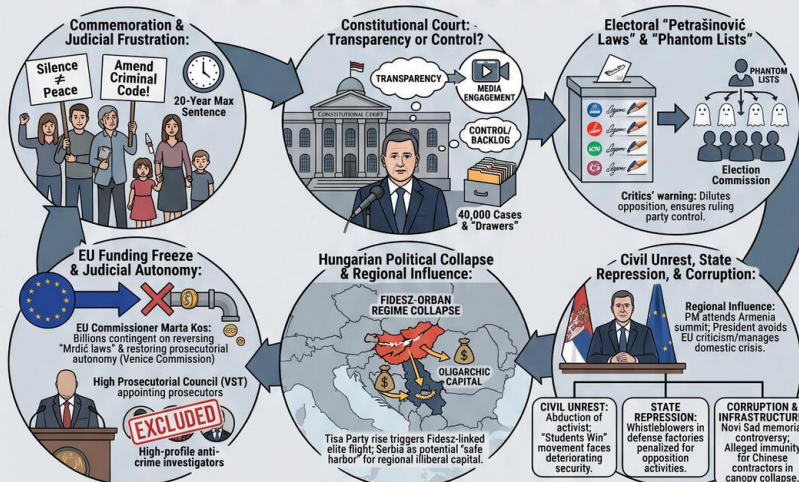 Commemoration &
Judicial Frustration:
Silence
≠
Peace
Amend
Criminal
Code!
20-Year Max
Sentence
Constitutional Court:
Transparency or Control?
TRANSPARENCY
MEDIA
ENGAGEMENT
CONSTITUTIONAL COURT
CONTROL/
BACKLOG
40,000 Cases
& “Drawers”
Electoral “Petrašinović
Laws” & “Phantom Lists”
PHANTOM
LISTS
Election
Commission
Critics’ warning: Dilutes
opposition, ensures ruling
party control.
EU Funding Freeze
& Judicial Autonomy:
EU Commissioner Marta Kos:
Billions contingent on reversing
“Mrdić laws” & restoring prosecutorial
autonomy (Venice Commission)
High Prosecutorial Council (VST)
appointing prosecutors
EXCLUDED
High-profile anti-
crime investigators
Hungarian Political Collapse
& Regional Influence:
FIDESZ-ORBAN
REGIME COLLAPSE
OLIGARCHIC
CAPITAL
Tisa Party rise triggers Fidesz-linked
elite flight; Serbia as potential “safe
harbor” for regional illiberal capital.
Civil Unrest, State
Repression, & Corruption:
Regional Influence:
PM attends Armenia
summit; President avoids
EU criticism/manages
domestic crisis.
CIVIL UNREST:
Abduction of
activist;
“Students Win”
movement faces
deteriorating
security.
STATE
REPRESSION:
Whistleblowers in
defense factories
penalized for
opposition
activities.
CORRUPTION &
INFRASTRUCTURE
Novi Sad memoria
controversy;
Alleged immunity
for Chinese
contractors in
canopy collapse.